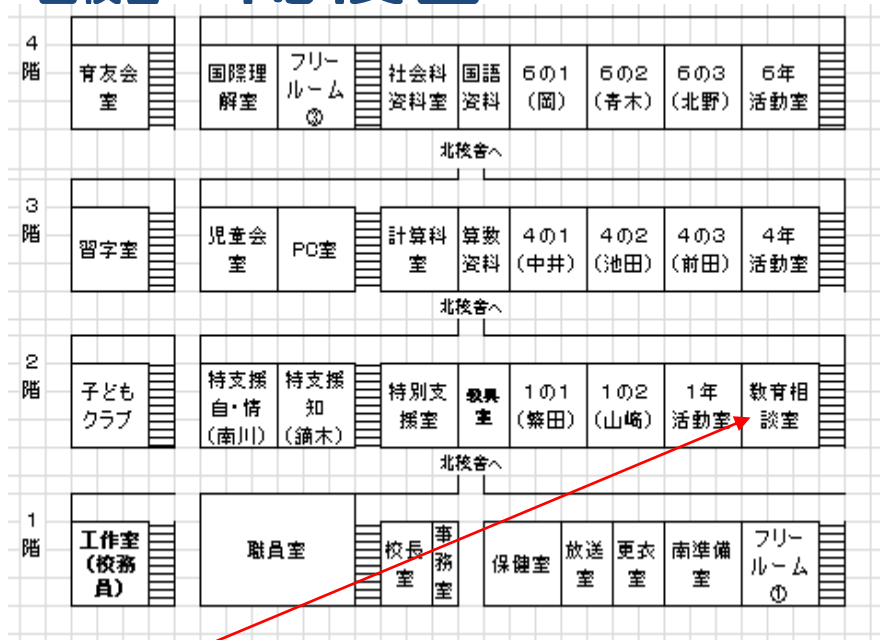 4
階
育友会
室
国際理
解室
フリー
ルーム
③
社会科
資料室
国語
資料
6の1
(岡)
6の2
(青木)
6の3
(北野)
6年
活動室
北校舎へ
3
階
習字室
児童会
室
PC室
計算科
室
算数
資料
4の1
(中井)
4の2
(池田)
4の3
(前田)
4年
活動室
北校舎へ
2
階
子ども
クラブ
特支援
自・情
(南川)
特支援
知
(鏑木)
特別支
援室
教具
室
1の1
(繁田)
1の2
(山崎)
1年
活動室
教育相
談室
北校舎へ
1
階
工作室
(校務
員)
職員室
校長
室
事
務
室
保健室
放送
室
更衣
室
南準備
室
フリー
ルーム
①